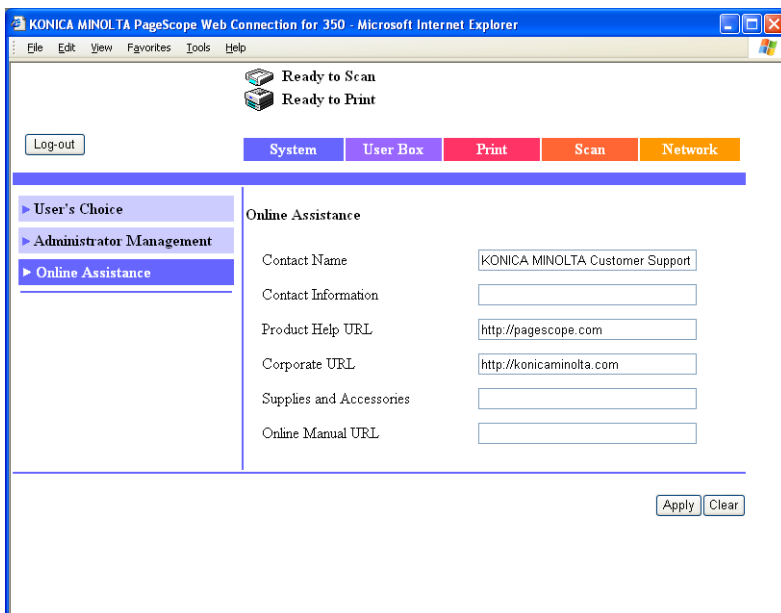 KONICA MINOLTA PageScope Web Connection for 350 - Microsoft Internet Explorer
File Edit View Favorites Tools Help
Ready to Scan
Ready to Print
Log-out
System User Box Print Scan Network
User's Choice
Administrator Management
Online Assistance
Online Assistance
Contact Name KONICA MINOLTA Customer Support
Contact Information
Product Help URL http://pagescope.com
Corporate URL http://konicaminolta.com
Supplies and Accessories
Online Manual URL
Apply Clear